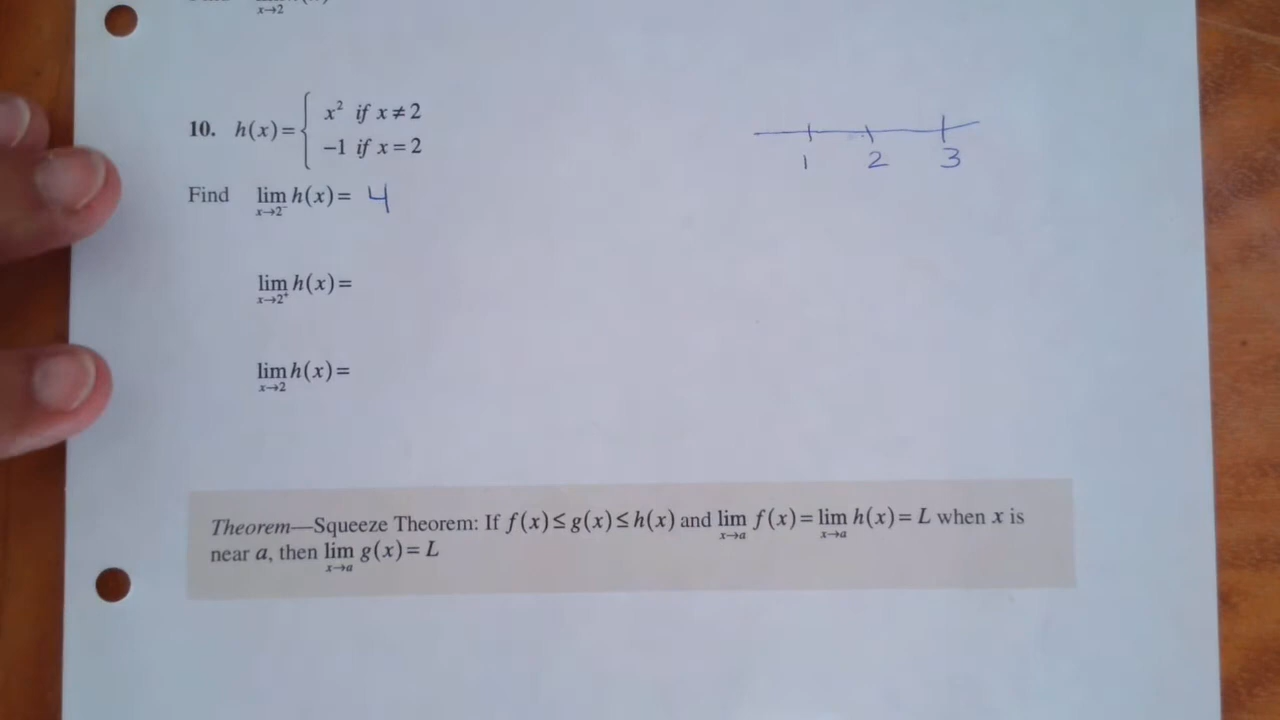 x→2
10. h(x) = { x² if x ≠ 2
−1 if x = 2
1 2 3
Find lim h(x) = 4
x→2⁻
lim h(x) =
x→2⁺
lim h(x) =
x→2
Theorem—Squeeze Theorem: If f(x) ≤ g(x) ≤ h(x) and lim f(x) = lim h(x) = L when x is
x→a x→a
near a, then lim g(x) = L
x→a